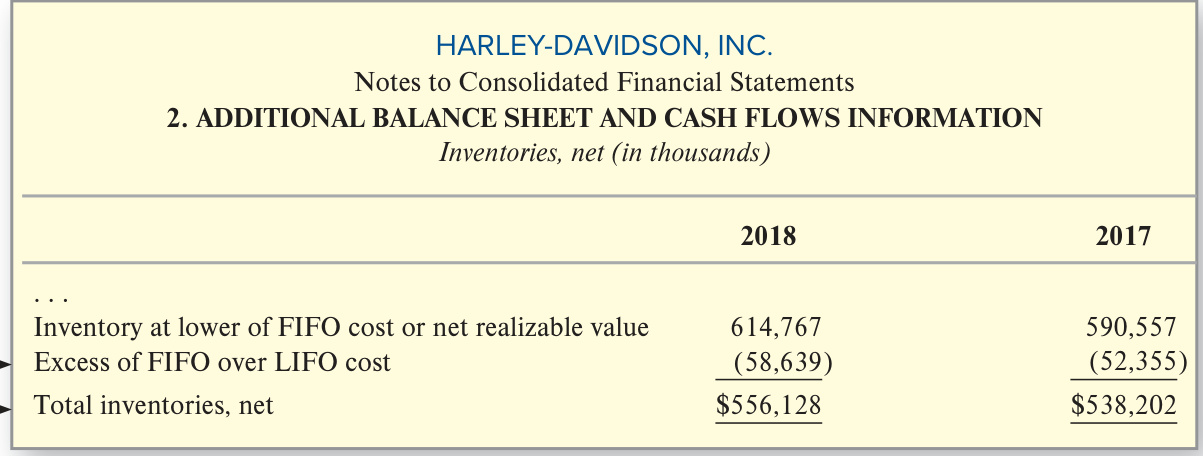 HARLEY-DAVIDSON, INC.
Notes to Consolidated Financial Statements
2. ADDITIONAL BALANCE SHEET AND CASH FLOWS INFORMATION
Inventories, net (in thousands)
2018 2017
. . .
Inventory at lower of FIFO cost or net realizable value 614,767 590,557
Excess of FIFO over LIFO cost (58,639) (52,355)
Total inventories, net $556,128 $538,202